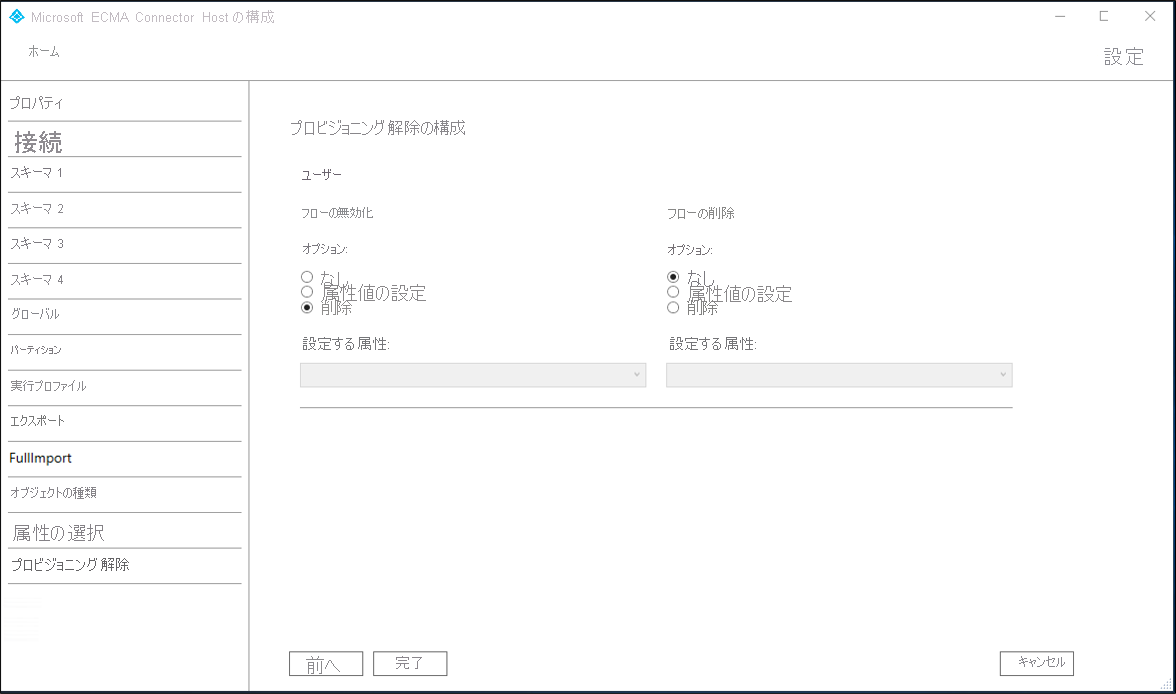 Microsoft ECMA Connector Host の構成
ホーム
設定
プロパティ
接続
スキーマ 1
スキーマ 2
スキーマ 3
スキーマ 4
グローバル
パーティション
実行プロファイル
エクスポート
FullImport
オブジェクトの種類
属性の選択
プロビジョニング解除
プロビジョニング解除の構成
ユーザー
フローの無効化
オプション:
なし
属性値の設定
削除
設定する属性:
フローの削除
オプション:
なし
属性値の設定
削除
設定する属性:
前へ
完了
キャンセル